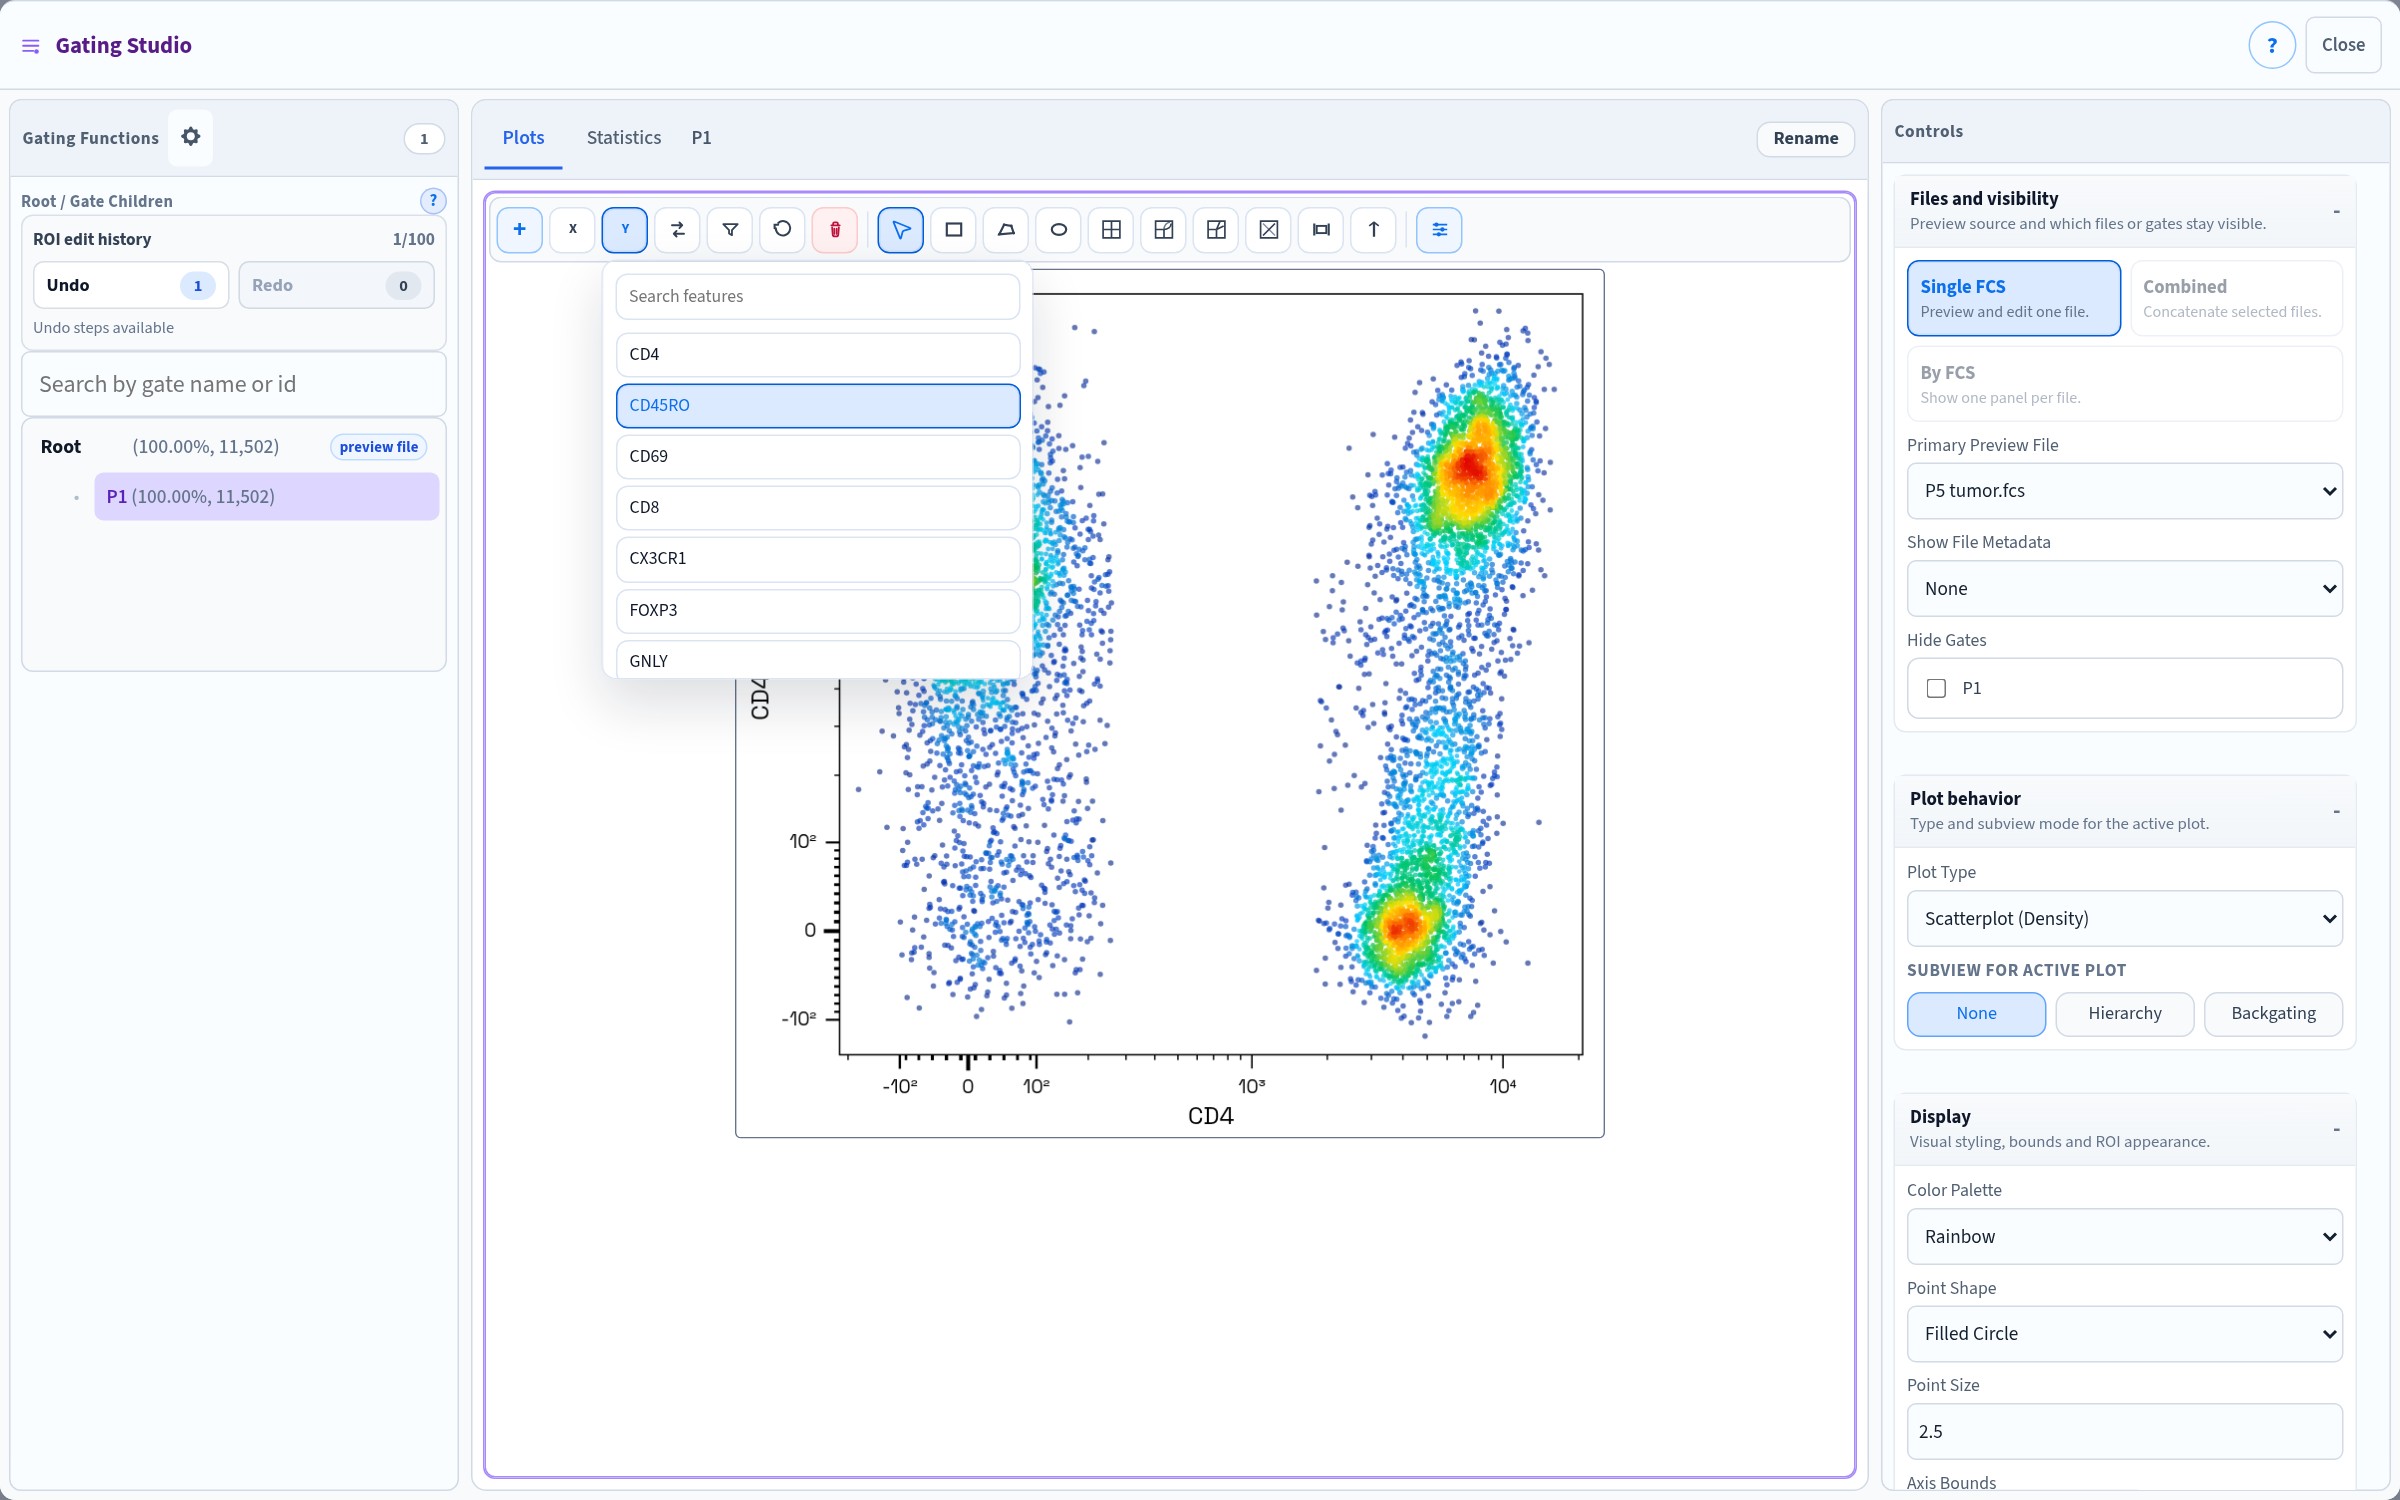 Gating Studio
?
Close
Gating Functions
1
Root / Gate Children
?
ROI edit history
1/100
Undo
1
Redo
0
Undo steps available
Search by gate name or id
Root
(100.00%, 11,502)
preview file
P1 (100.00%, 11,502)
Plots
Statistics
P1
Rename
X
Y
Search features
CD4
CD45RO
CD69
CD8
CX3CR1
FOXP3
GNLY
CD4
10²
0
-10²
-10²
0
10²
10³
10⁴
CD4
Controls
Files and visibility
Preview source and which files or gates stay visible.
-
Single FCS
Preview and edit one file.
Combined
Concatenate selected files.
By FCS
Show one panel per file.
Primary Preview File
P5 tumor.fcs
Show File Metadata
None
Hide Gates
P1
Plot behavior
Type and subview mode for the active plot.
-
Plot Type
Scatterplot (Density)
SUBVIEW FOR ACTIVE PLOT
None
Hierarchy
Backgating
Display
Visual styling, bounds and ROI appearance.
-
Color Palette
Rainbow
Point Shape
Filled Circle
Point Size
2.5
Axis Bounds